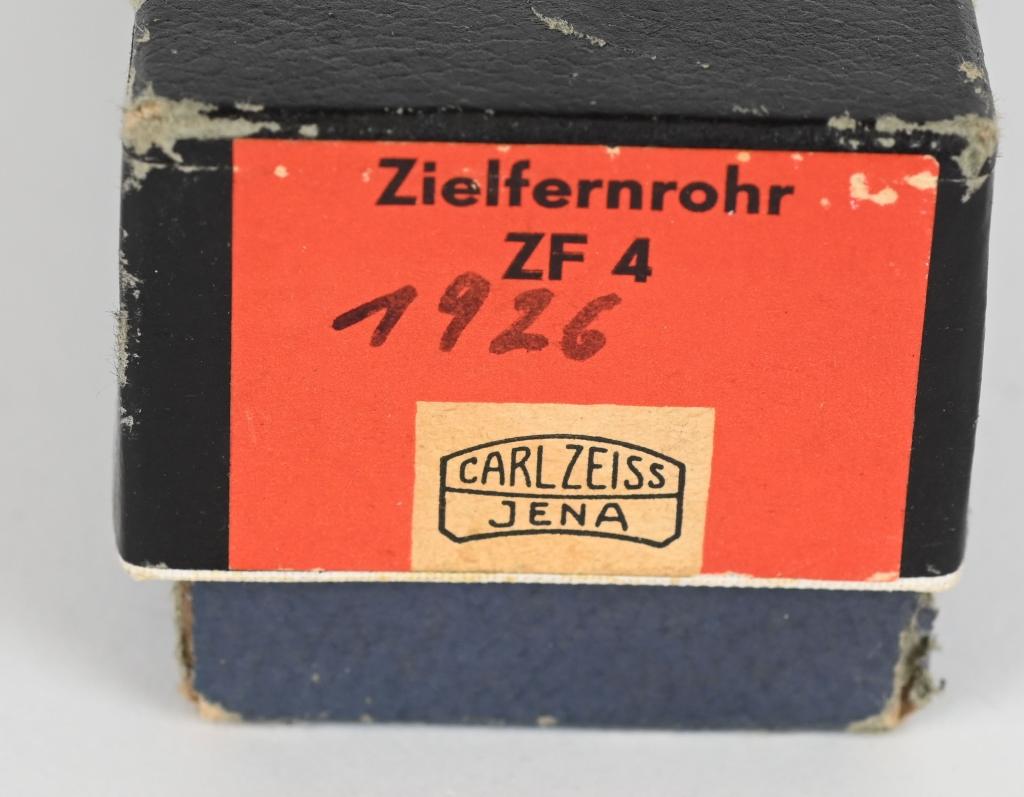 Zielfernrohr
ZF 4
1926
CARL ZEISS
JENA